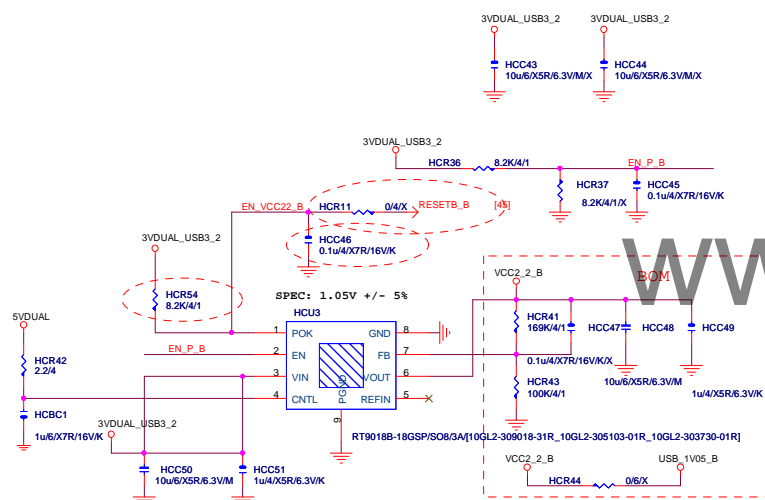 3VDUAL_USB3_2
3VDUAL_USB3_2
HCC43
10u/6/X5R/6.3V/M/X
HCC44
10u/6/X5R/6.3V/M/X
3VDUAL_USB3_2
HCR36
8.2K/4/1
EN_P_B
HCR37
8.2K/4/1/X
HCC45
0.1u/4/X7R/16V/K
EN_VCC22_B
HCR11
0/4/X
RESETB_B
[45]
HCC46
0.1u/4/X7R/16V/K
3VDUAL_USB3_2
HCR54
8.2K/4/1
SPEC: 1.05V +/- 5%
WW
BOM
VCC2_2_B
5VDUAL
HCU3
HCR41
169K/4/1
HCC47
HCC48
HCC49
1
POK
GND
8
EN_P_B
2
EN
FB
7
3
VIN
VOUT
6
4
CNTL
REFIN
5
PGND
9
0.1u/4/X7R/16V/K/X
HCR42
2.2/4
HCR43
100K/4/1
10u/6/X5R/6.3V/M
1u/4/X5R/6.3V/K
HCBC1
1u/6/X7R/16V/K
3VDUAL_USB3_2
RT9018B-18GSP/SO8/3A/[10GL2-309018-31R_10GL2-305103-01R_10GL2-303730-01R]
HCC50
10u/6/X5R/6.3V/M
HCC51
1u/4/X5R/6.3V/K
VCC2_2_B
USB_1V05_B
HCR44
0/6/X